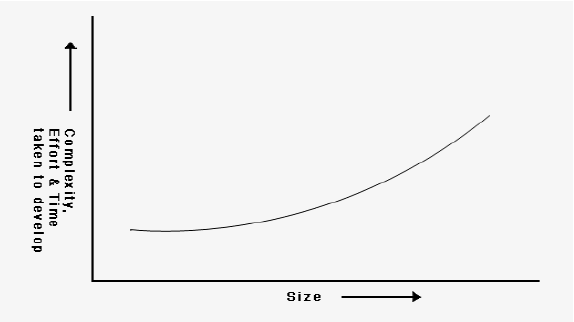 Complexity,
Effort & Time
taken to develop
Size